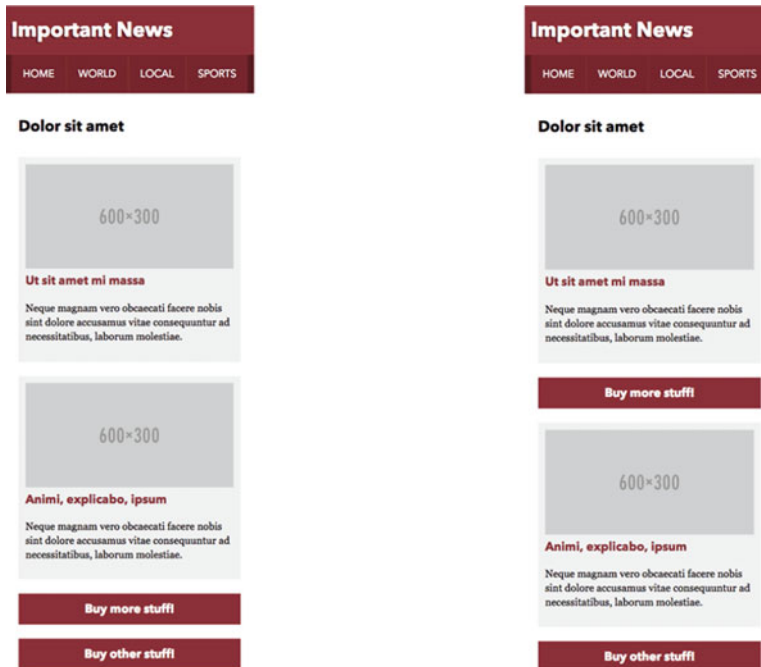 Important News
HOME WORLD LOCAL SPORTS
Dolor sit amet
600×300
Ut sit amet mi massa
Neque magnam vero obcaecati facere nobis
sint dolore accusamus vitae consequuntur ad
necessitatibus, laborum molestiae.
600×300
Animi, explicabo, ipsum
Neque magnam vero obcaecati facere nobis
sint dolore accusamus vitae consequuntur ad
necessitatibus, laborum molestiae.
Buy more stuff!
Buy other stuff!
Important News
HOME WORLD LOCAL SPORTS
Dolor sit amet
600×300
Ut sit amet mi massa
Neque magnam vero obcaecati facere nobis
sint dolore accusamus vitae consequuntur ad
necessitatibus, laborum molestiae.
Buy more stuff!
600×300
Animi, explicabo, ipsum
Neque magnam vero obcaecati facere nobis
sint dolore accusamus vitae consequuntur ad
necessitatibus, laborum molestiae.
Buy other stuff!